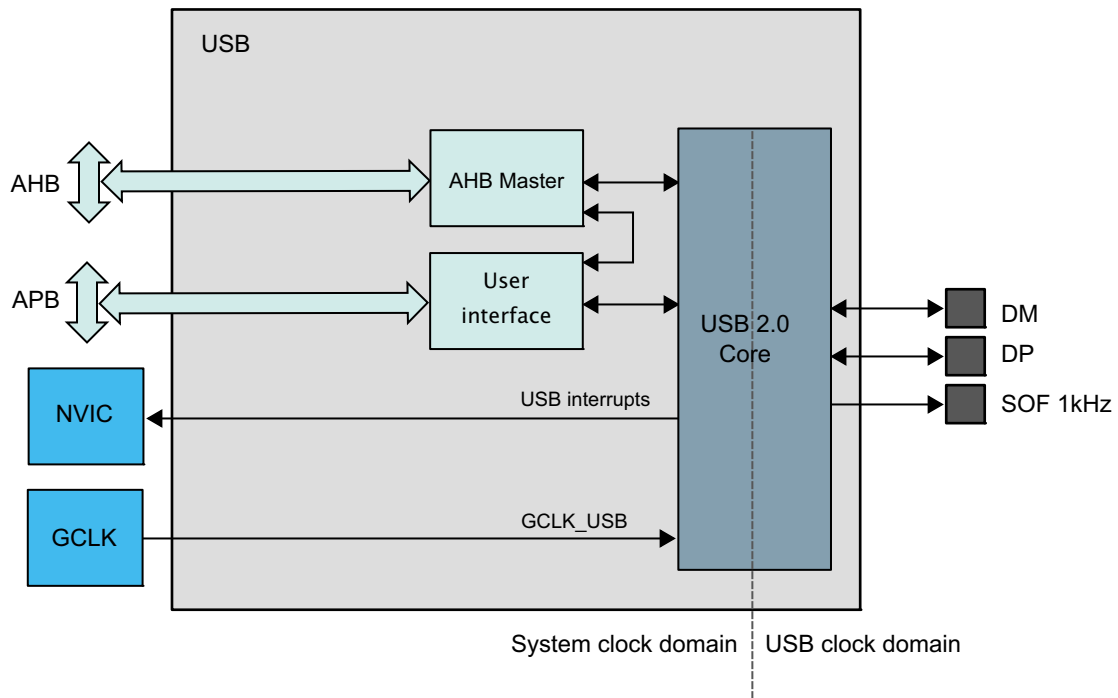 USB
AHB
AHB Master
APB
User
interface
USB 2.0
Core
DM
DP
SOF 1kHz
NVIC
USB interrupts
GCLK
GCLK_USB
System clock domain
USB clock domain